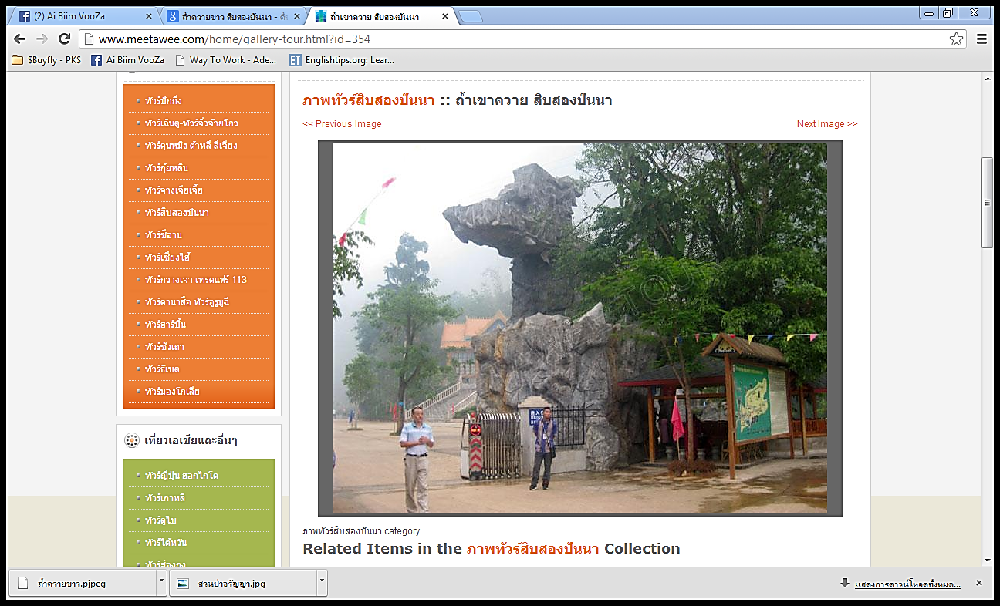 (2) Ai Biim VooZa
ถ้ำควายขาว สิบสองปันนา - ค้
ถ้ำเขาควาย สิบสองปันนา
www.meetawee.com/home/gallery-tour.html?id=354
$Buyfly - PK$
Ai Biim VooZa
Way To Work - Ade...
Englishtips.org: Lear...
ทัวร์ปักกิ่ง
ทัวร์เฉินตู-ทัวร์จิ่วจ้ายโกว
ทัวร์คุนหมิง ต้าหลี่ ลี่เจียง
ทัวร์กุ้ยหลิน
ทัวร์จางเจียเจี้ย
ทัวร์สิบสองปันนา
ทัวร์ซีอาน
ทัวร์เซี่ยงไฮ้
ทัวร์กวางเจา เทรดแฟร์ 113
ทัวร์คานาสือ ทัวร์อูรูมูฉี
ทัวร์ฮาร์บิ้น
ทัวร์ซัวเถา
ทัวร์ธิเบต
ทัวร์มองโกเลีย
เที่ยวเอเชียและอื่นๆ
ทัวร์ญี่ปุ่น ฮอกไกโด
ทัวร์เกาหลี
ทัวร์ดูไบ
ทัวร์ไต้หวัน
ทัวร์ฮ่องกง
ภาพทัวร์สิบสองปันนา :: ถ้ำเขาควาย สิบสองปันนา
<< Previous Image
Next Image >>
ภาพทัวร์สิบสองปันนา category
Related Items in the ภาพทัวร์สิบสองปันนา Collection
ถ้ำควายขาว.pjpeg
สวนป่าอรัญญา.jpg
แสดงการดาวน์โหลดทั้งหมด...